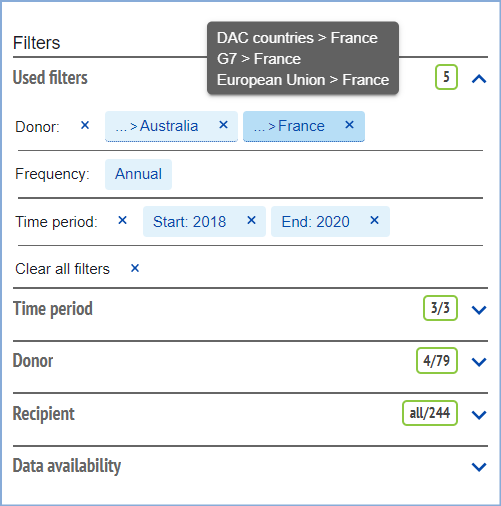 DAC countries > France
G7 > France
European Union > France
Filters
Used filters 5
Donor: × ... > Australia × ... > France ×
Frequency: Annual
Time period: × Start: 2018 × End: 2020 ×
Clear all filters ×
Time period 3/3
Donor 4/79
Recipient all/244
Data availability